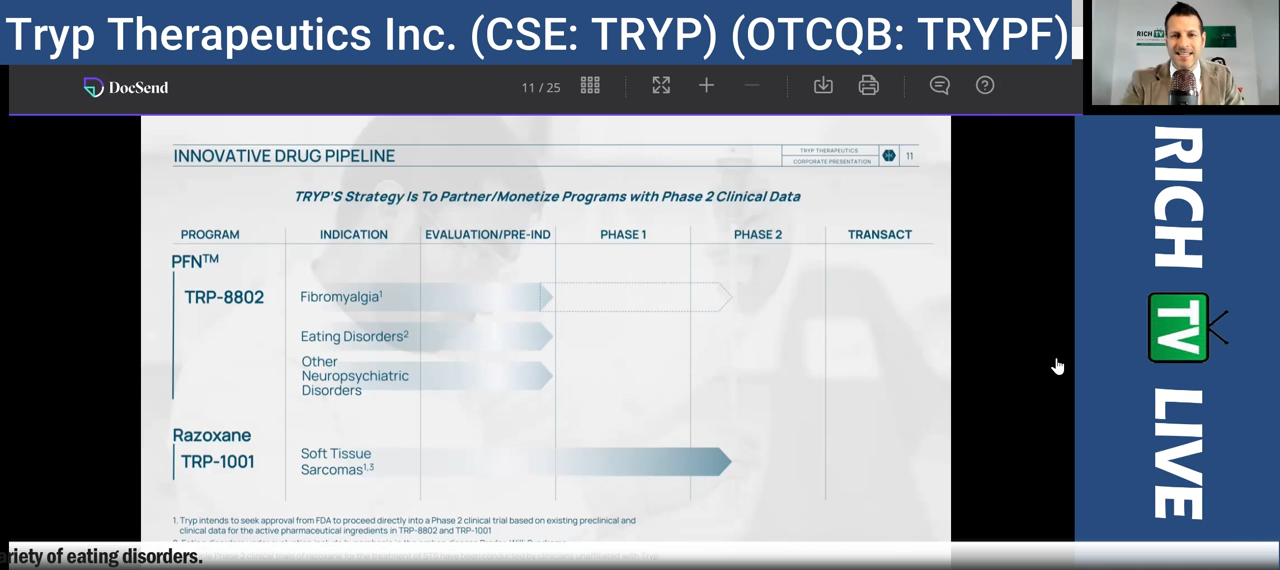 Tryp Therapeutics Inc. (CSE: TRYP) (OTCQB: TRYPF)
RICH TV
DocSend
11 / 25
INNOVATIVE DRUG PIPELINE
TRYP THERAPEUTICS
CORPORATE PRESENTATION
11
TRYP'S Strategy Is To Partner/Monetize Programs with Phase 2 Clinical Data
PROGRAM INDICATION EVALUATION/PRE-IND PHASE 1 PHASE 2 TRANSACT
PFN™
TRP-8802 Fibromyalgia¹
Eating Disorders²
Other
Neuropsychiatric
Disorders
Razoxane
TRP-1001 Soft Tissue
Sarcomas¹,³
1. Tryp intends to seek approval from FDA to proceed directly into a Phase 2 clinical trial based on existing preclinical and
clinical data for the active pharmaceutical ingredients in TRP-8802 and TRP-1001
riety of eating disorders.
RICH
TV
LIVE